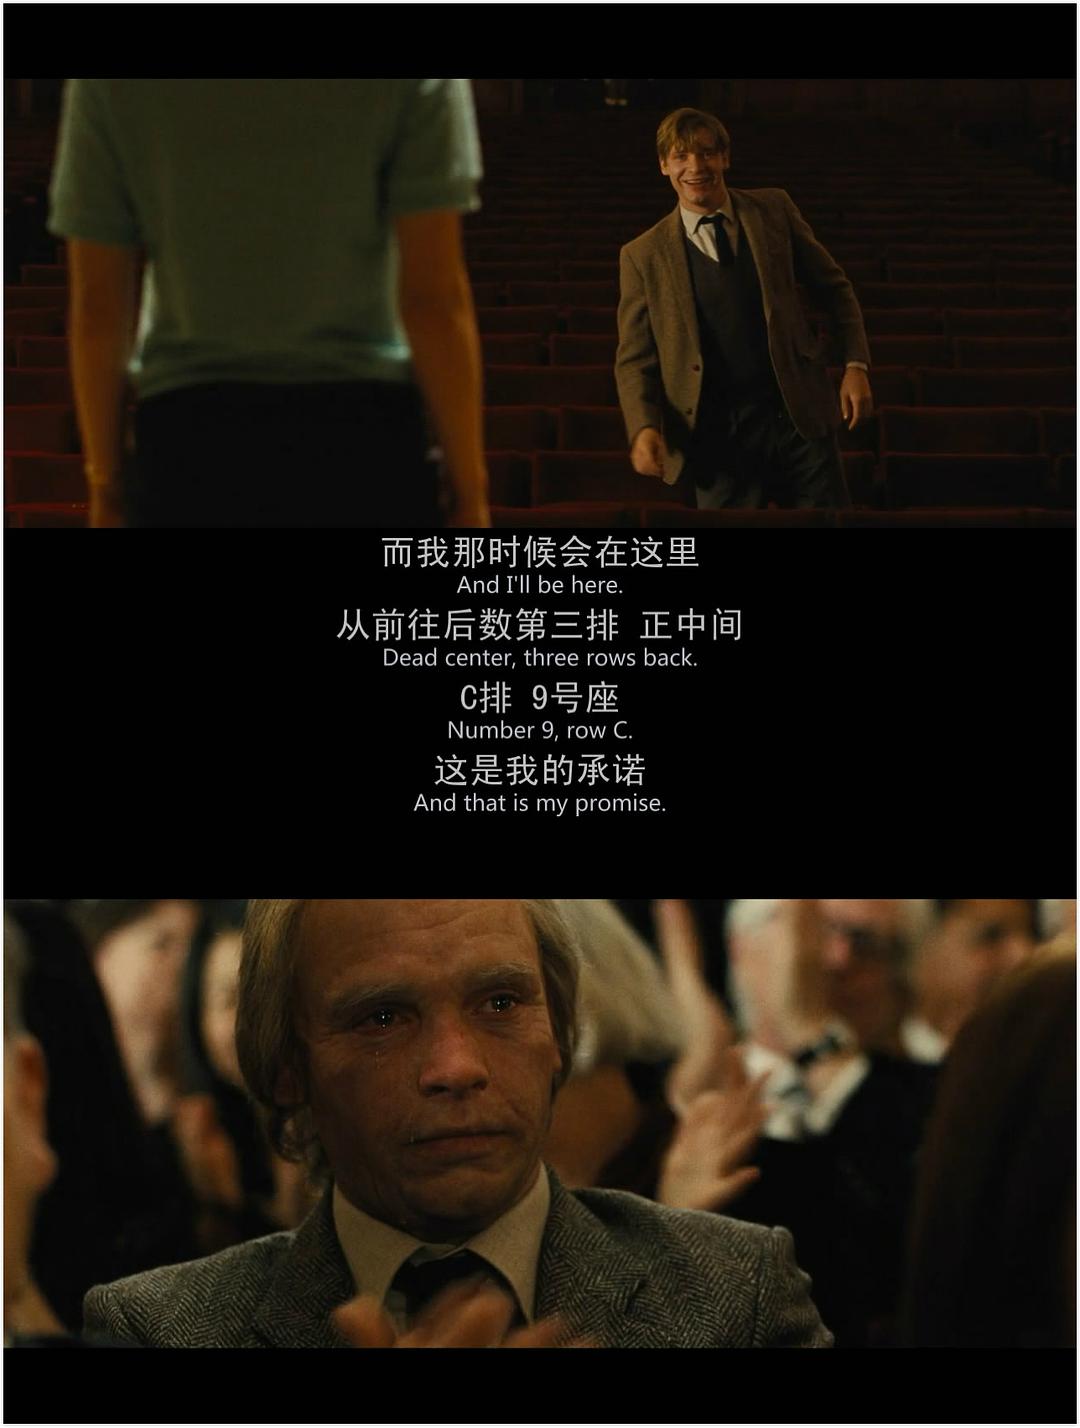 而我那时候会在这里
And I'll be here.
从前往后数第三排 正中间
Dead center, three rows back.
C排 9号座
Number 9, row C.
这是我的承诺
And that is my promise.